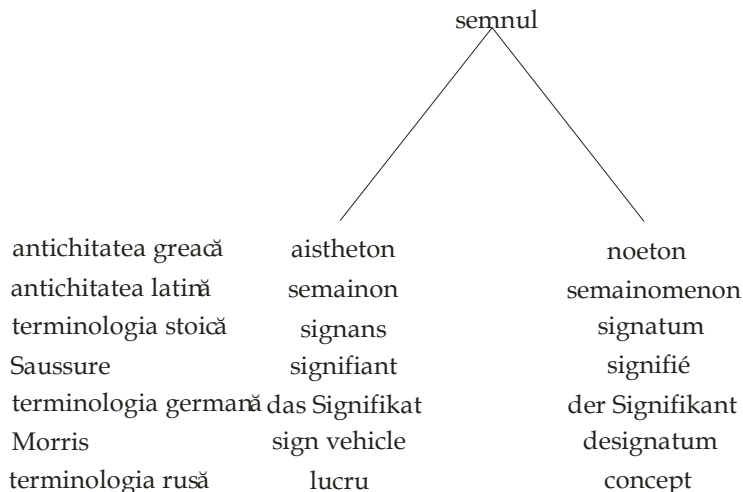 semnul
antichitatea greacă aistheton noeton
antichitatea latină semainon semainomenon
terminologia stoică signans signatum
Saussure signifiant signifié
terminologia germană das Signifikat der Signifikant
Morris sign vehicle designatum
terminologia rusă lucru concept